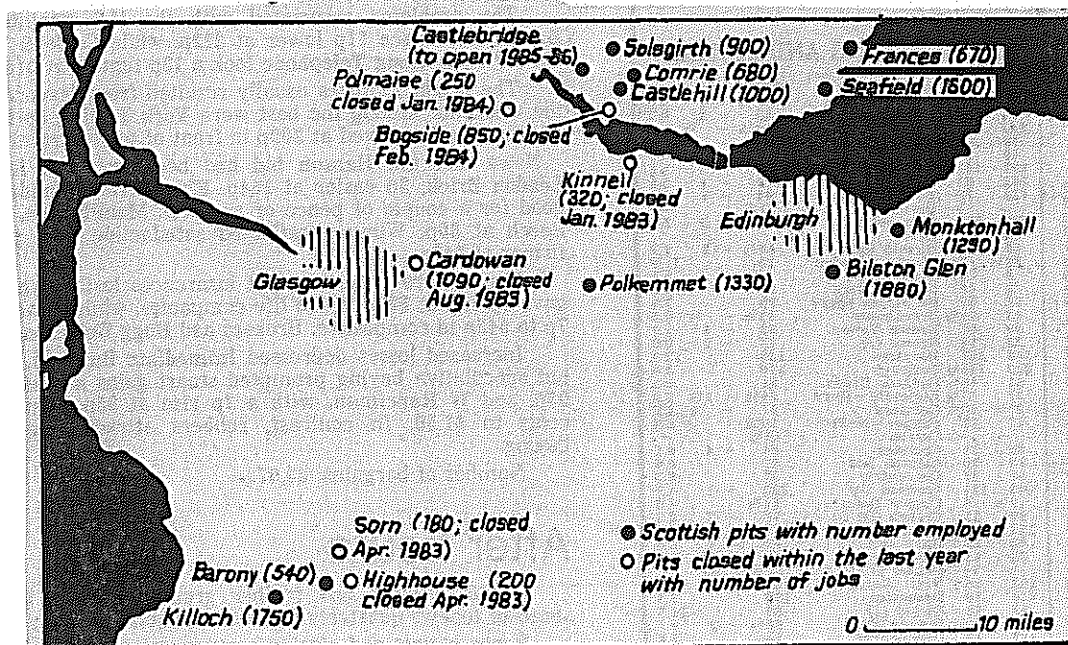 Castlebridge
(to open 1985-86)
Solsgirth (900)
Frances (670)
Polmaise (250
closed Jan. 1984)
Comrie (680)
Castlehill (1000)
Seafield (1600)
Bogside (850; closed
Feb. 1984)
Kinneil
(320; closed
Jan. 1983)
Edinburgh
Monktonhall
(1290)
Bilston Glen
(1880)
Glasgow
Cardowan
(1090; closed
Aug. 1983)
Polkemmet (1330)
Sorn (180; closed
Apr. 1983)
Barony (540)
Highhouse (200
closed Apr. 1983)
Killoch (1750)
Scottish pits with number employed
Pits closed within the last year
with number of jobs
0 10 miles